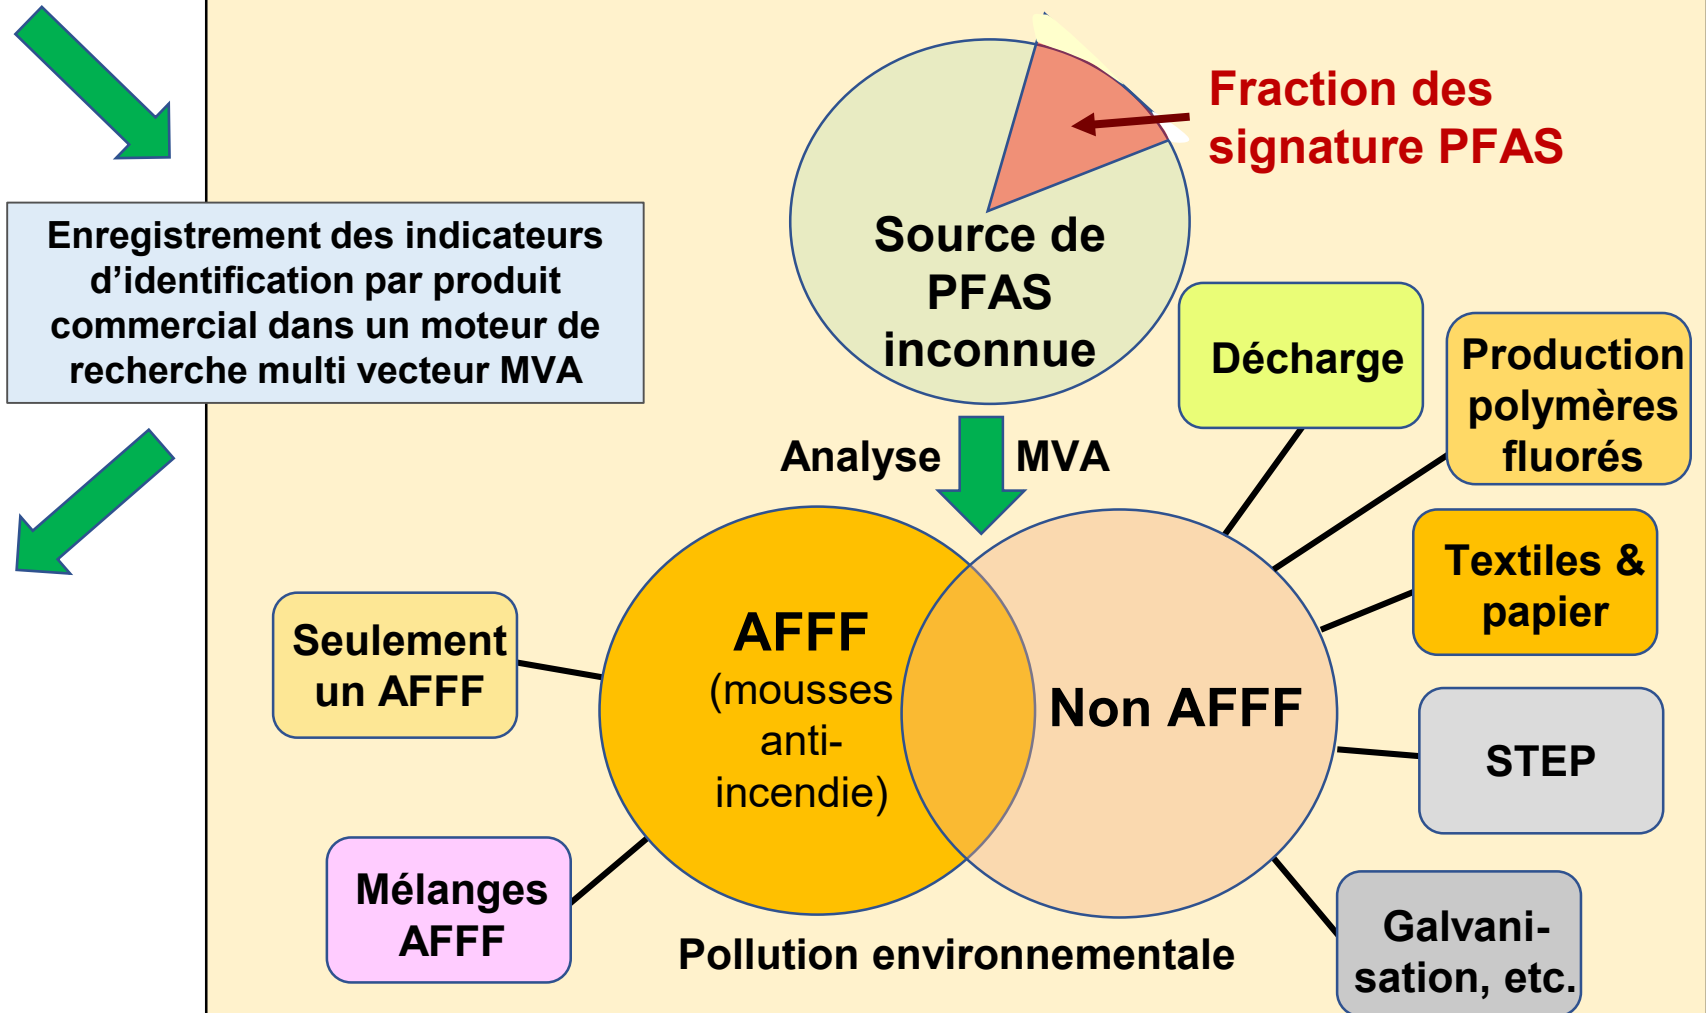 Fraction des
signature PFAS
Enregistrement des indicateurs
d’identification par produit
commercial dans un moteur de
recherche multi vecteur MVA
Source de
PFAS
inconnue
Décharge
Production
polymères
fluorés
Analyse MVA
Textiles &
papier
Seulement
un AFFF
AFFF
(mousses
anti-
incendie)
Non AFFF
STEP
Mélanges
AFFF
Galvani-
sation, etc.
Pollution environnementale